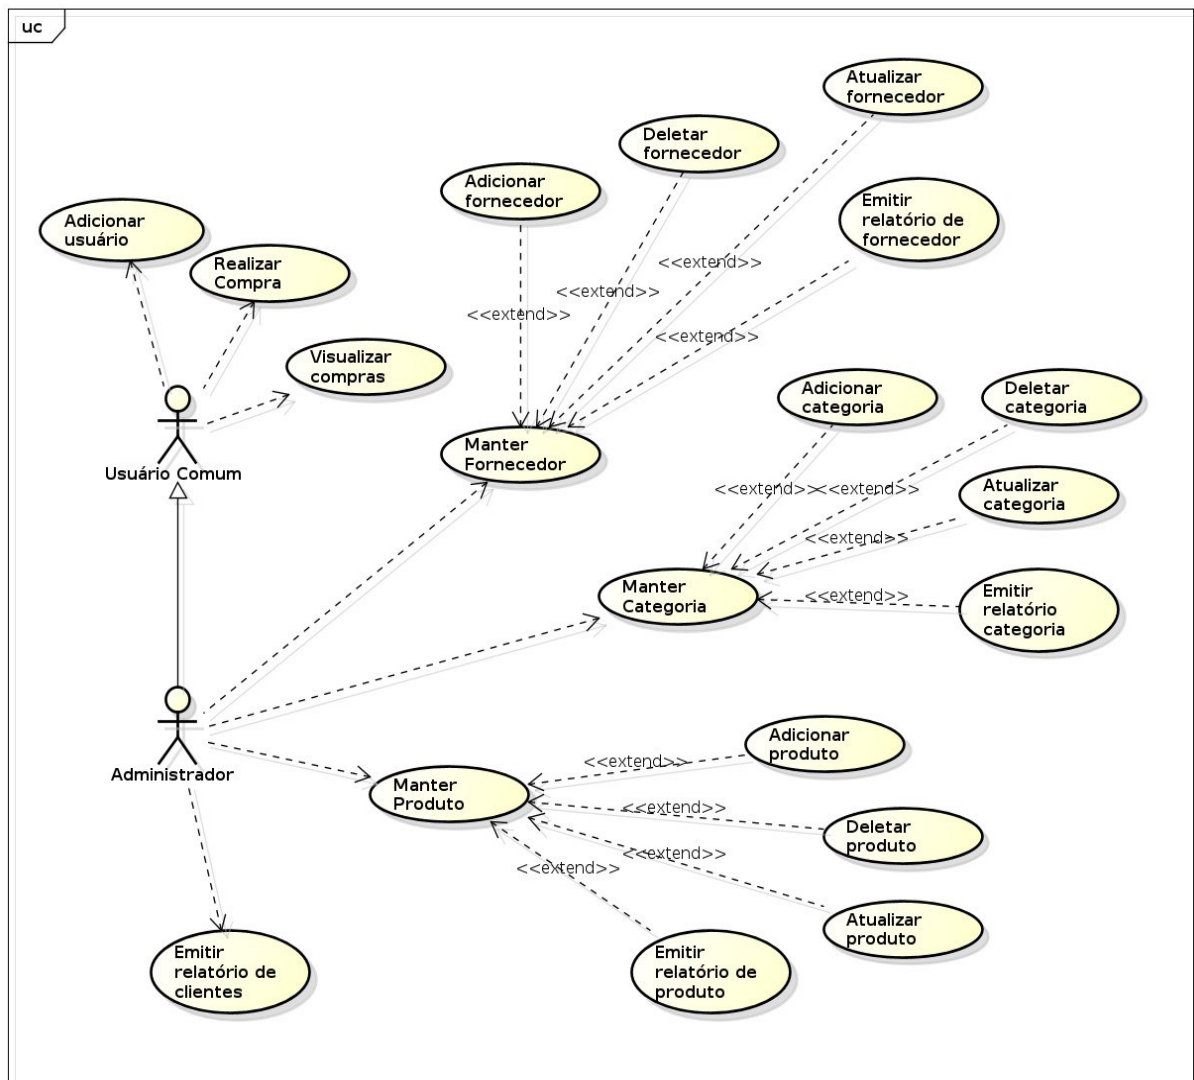 uc
Atualizar
fornecedor
Deletar
fornecedor
Adicionar
fornecedor
Emitir
relatório de
fornecedor
Adicionar
usuário
Realizar
Compra
<<extend>>
<<extend>>
<<extend>>
<<extend>>
Visualizar
compras
Adicionar
categoria
Deletar
categoria
Usuário Comum
Manter
Fornecedor
<<extend>>
<<extend>>
Atualizar
categoria
<<extend>>
Manter
Categoria
<<extend>>
Emitir
relatório
categoria
Administrador
Adicionar
produto
<<extend>>
Manter
Produto
<<extend>>
Deletar
produto
<<extend>>
<<extend>>
Atualizar
produto
Emitir
relatório de
clientes
Emitir
relatório de
produto